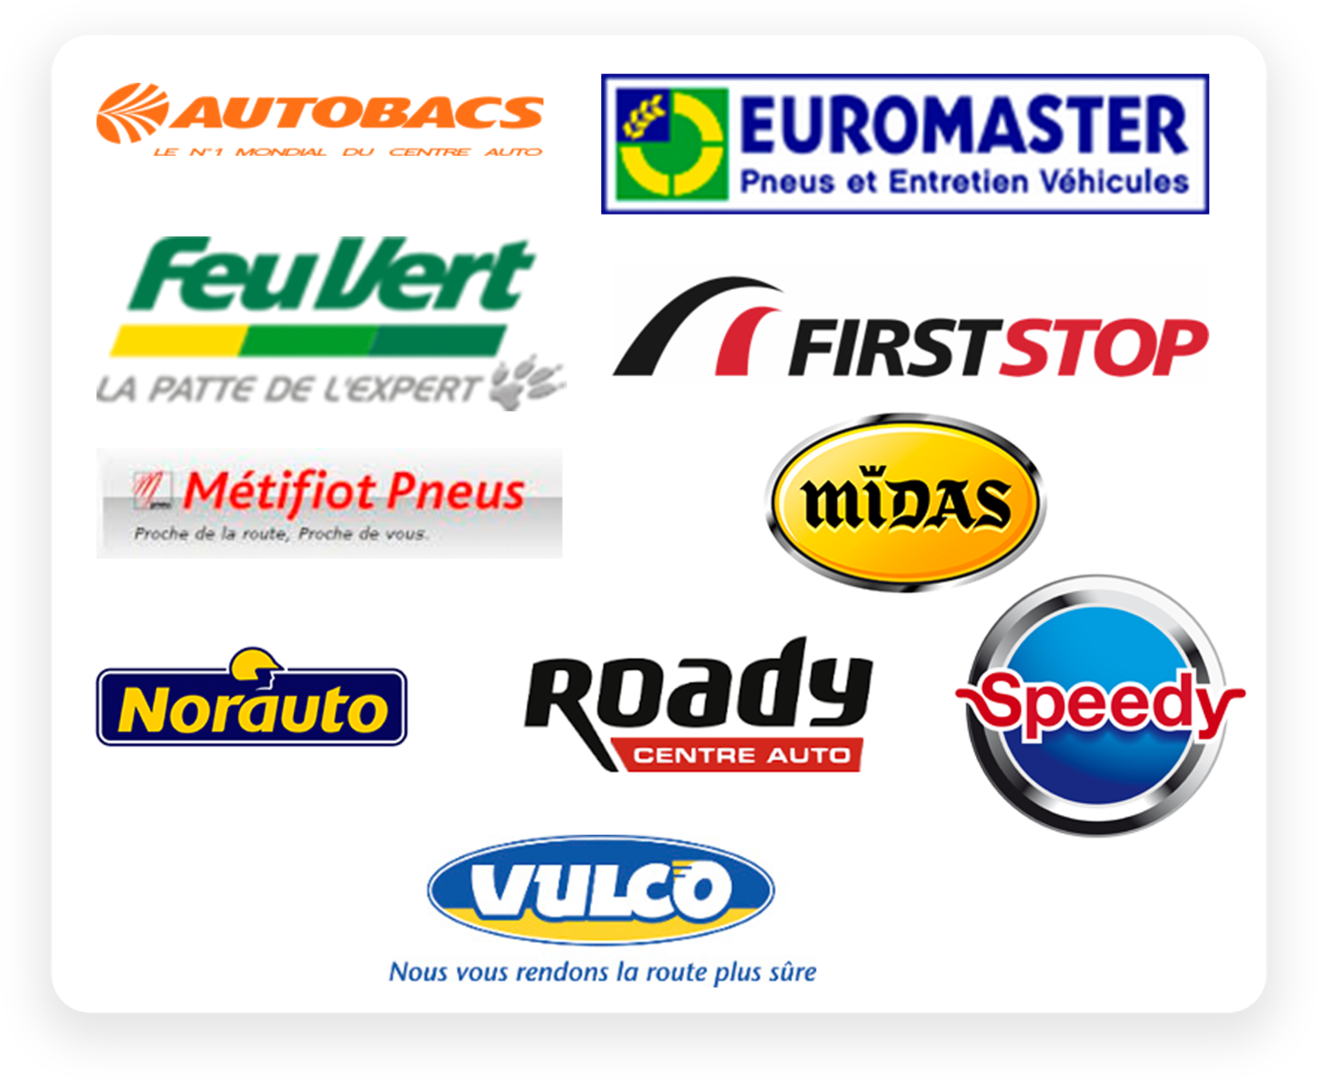 AUTOBACS
LE N°1 MONDIAL DU CENTRE AUTO
EUROMASTER
Pneus et Entretien Véhicules
Feu Vert
LA PATTE DE L'EXPERT
FIRSTSTOP
Métifiot Pneus
Proche de la route, Proche de vous.
MIDAS
Norauto
Roady
CENTRE AUTO
Speedy
VULCO
Nous vous rendons la route plus sûre